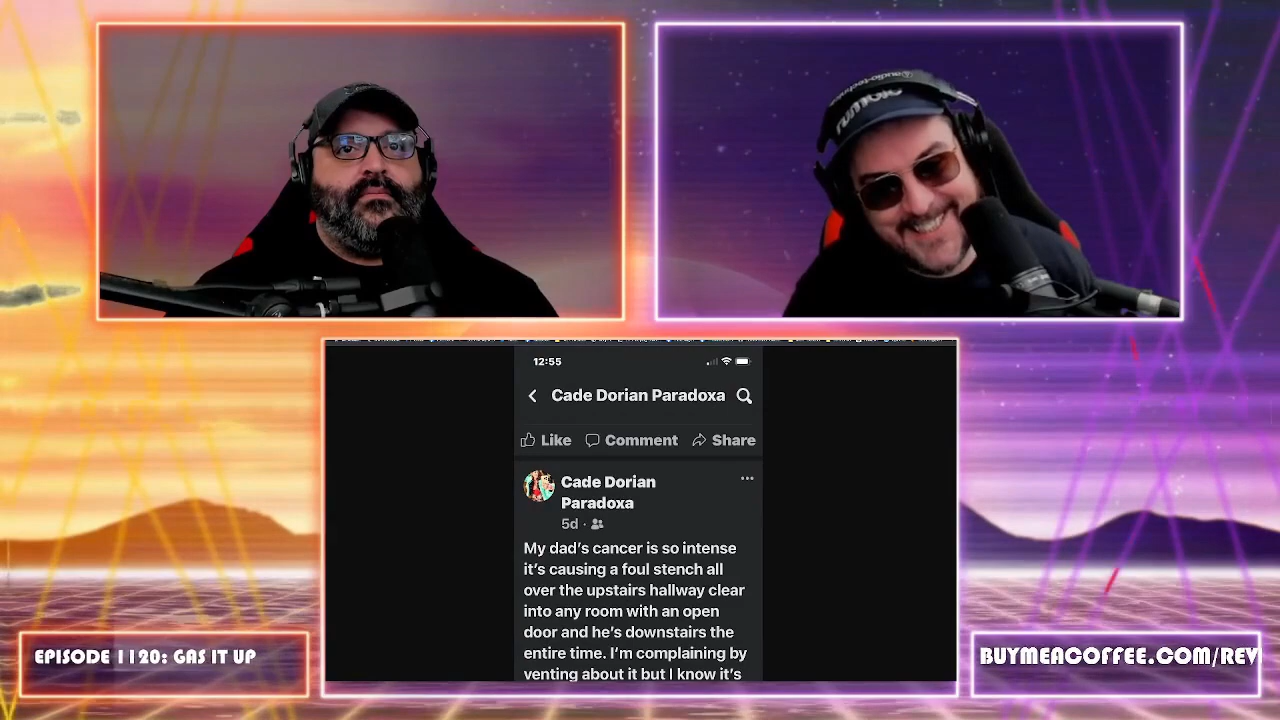 audio-technica
rumble
12:55
Cade Dorian Paradoxa
Like Comment Share
Cade Dorian
Paradoxa
5d ·
My dad's cancer is so intense
it's causing a foul stench all
over the upstairs hallway clear
into any room with an open
door and he's downstairs the
entire time. I'm complaining by
venting about it but I know it's
EPISODE 1120: GAS IT UP
BUYMEACOFFEE.COM/REV